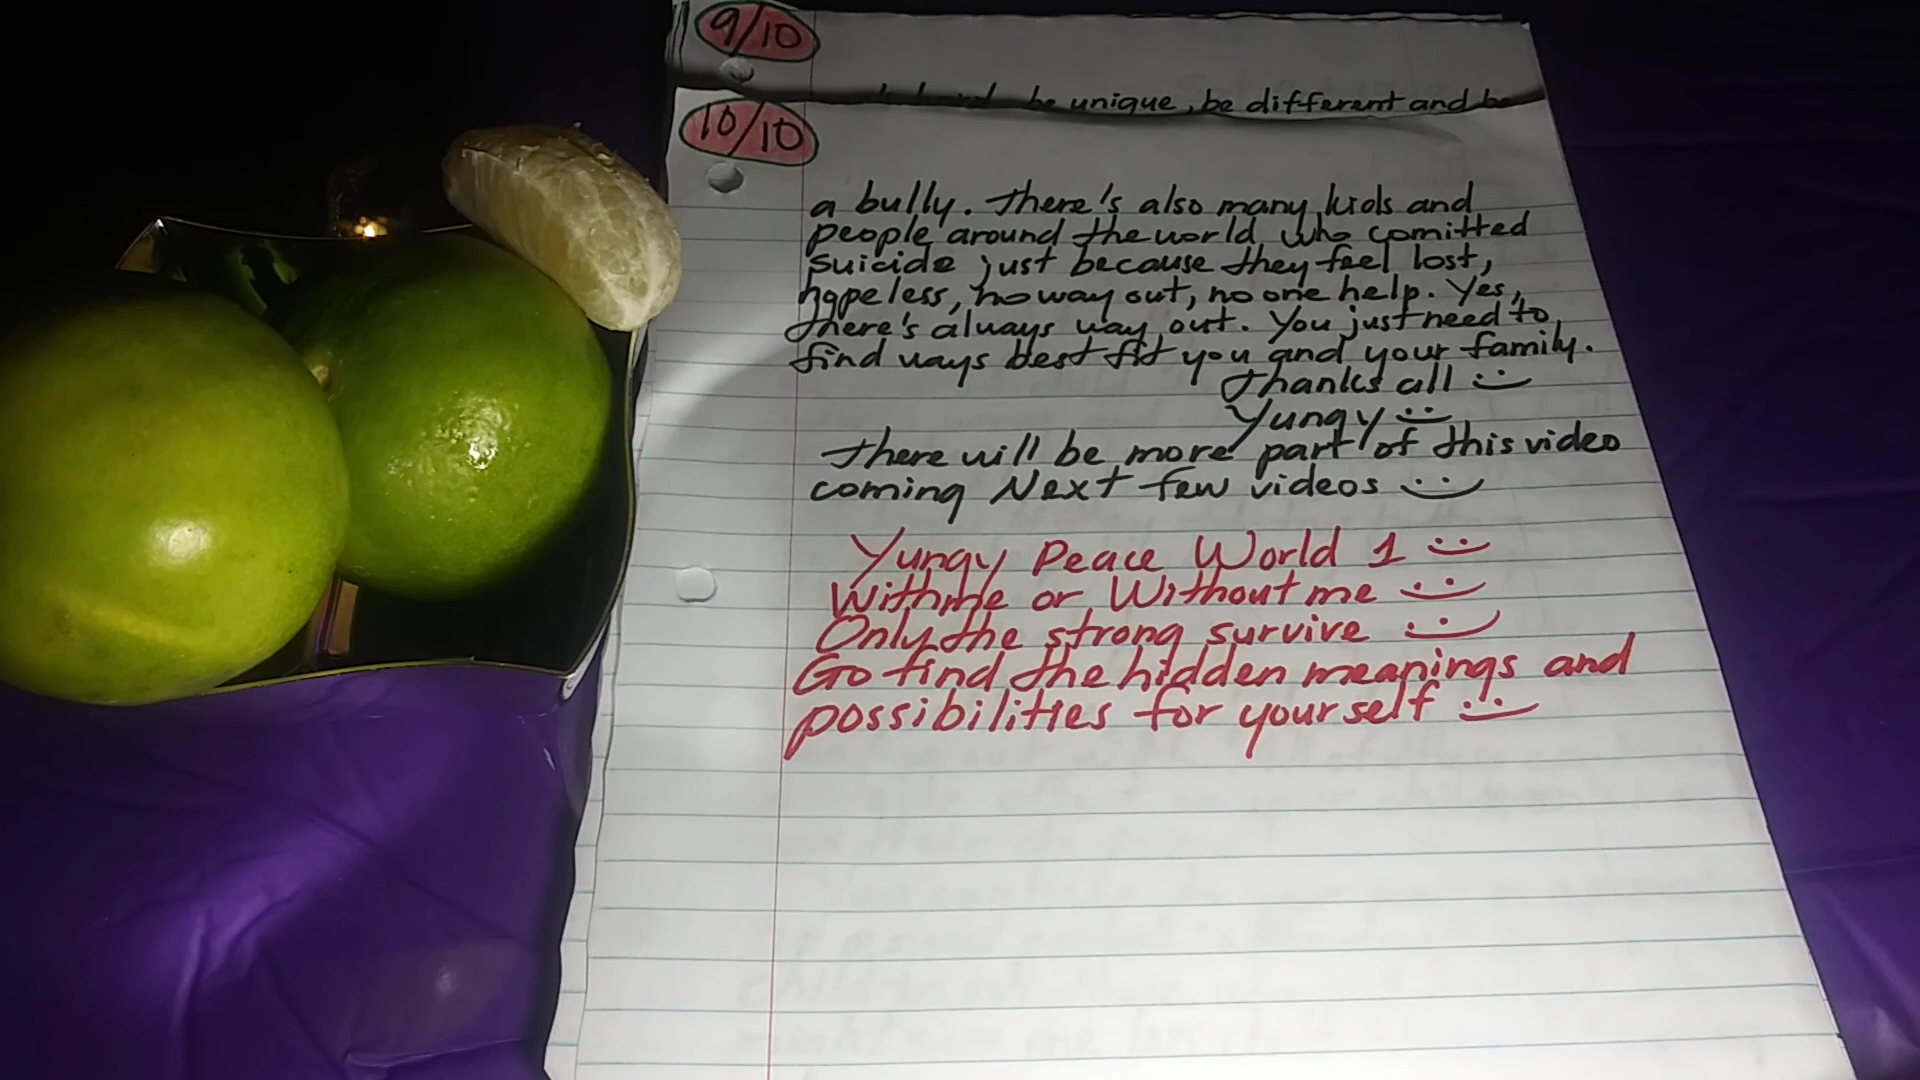 9/10
be unique, be different and be
10/10
a bully. There's also many kids and
people around the world who comitted
suicide just because they feel lost,
hopeless, no way out, no one help. Yes,
there's always way out. You just need to
find ways best fit you and your family.
Thanks all :)
Yungy :)
There will be more part of this video
coming Next few videos :)
Yungy Peace World 1 :)
With me or Without me :)
Only the strong survive :)
Go find the hidden meanings and
possibilities for yourself :)